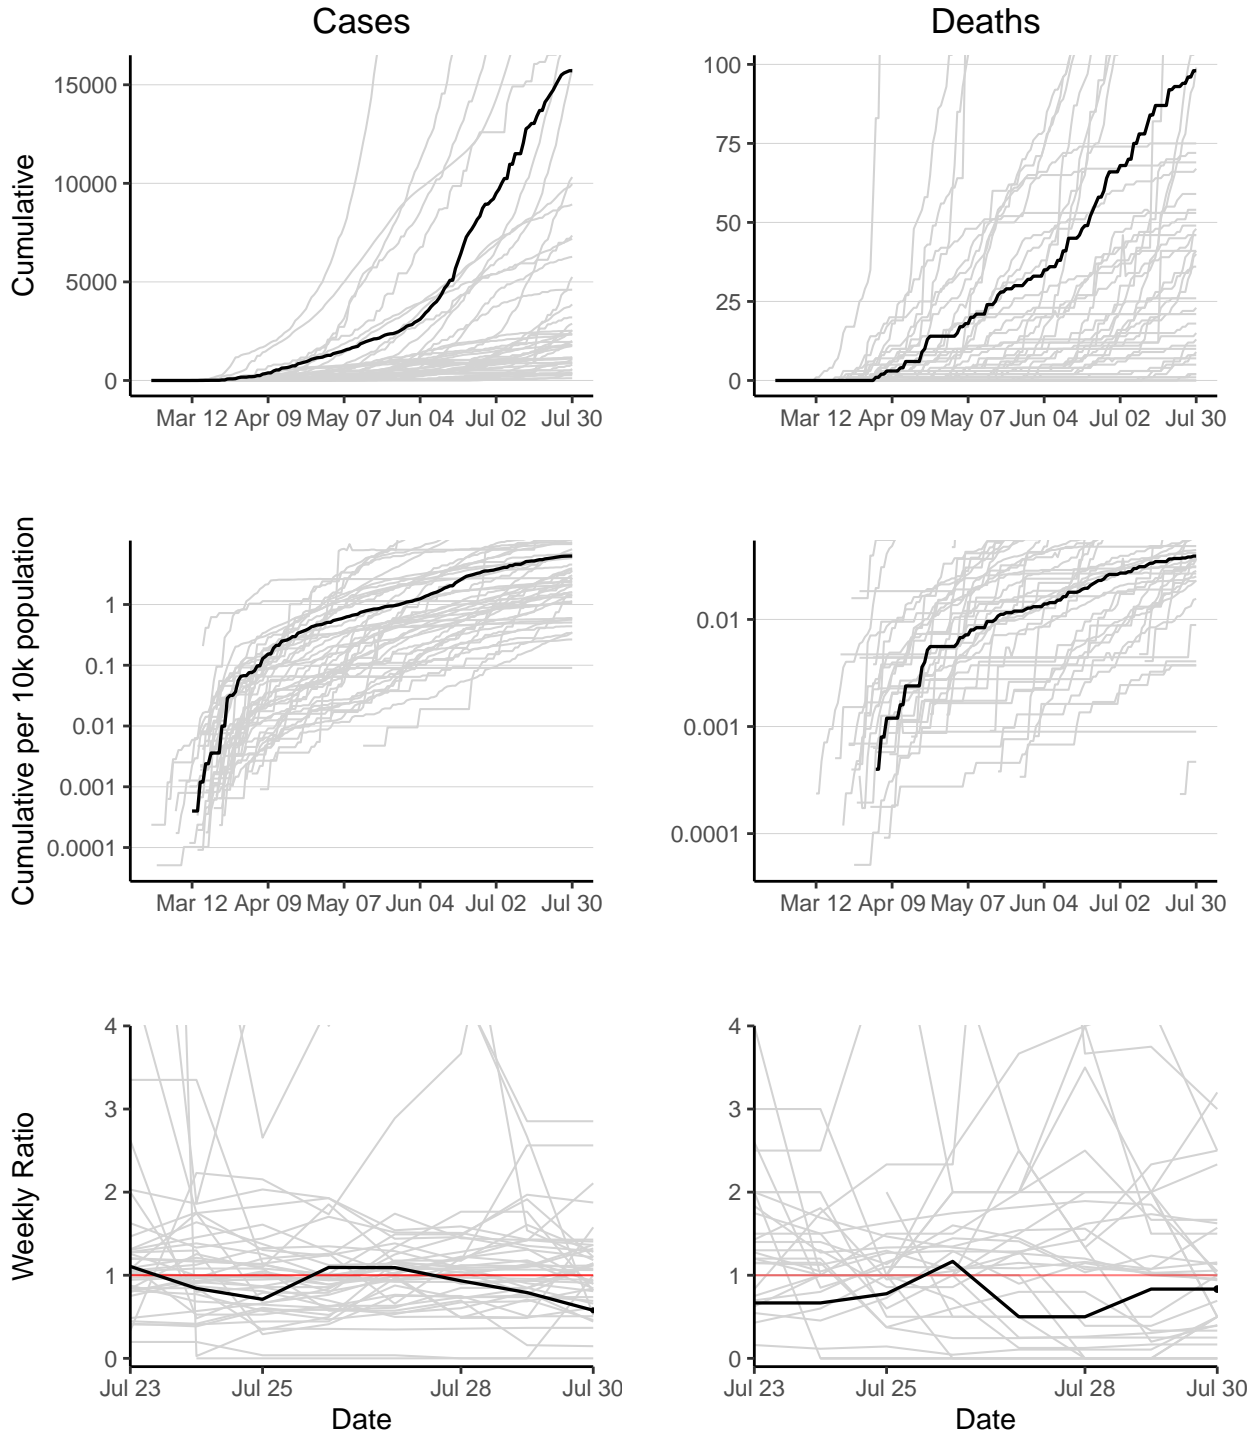 Cases
Deaths
Cumulative
15000
10000
5000
0
Mar 12 Apr 09 May 07 Jun 04 Jul 02 Jul 30
100
75
50
25
0
Mar 12 Apr 09 May 07 Jun 04 Jul 02 Jul 30
Cumulative per 10k population
1
0.1
0.01
0.001
0.0001
Mar 12 Apr 09 May 07 Jun 04 Jul 02 Jul 30
0.01
0.001
0.0001
Mar 12 Apr 09 May 07 Jun 04 Jul 02 Jul 30
Weekly Ratio
4
3
2
1
0
Jul 23 Jul 25 Jul 28 Jul 30
Date
4
3
2
1
0
Jul 23 Jul 25 Jul 28 Jul 30
Date